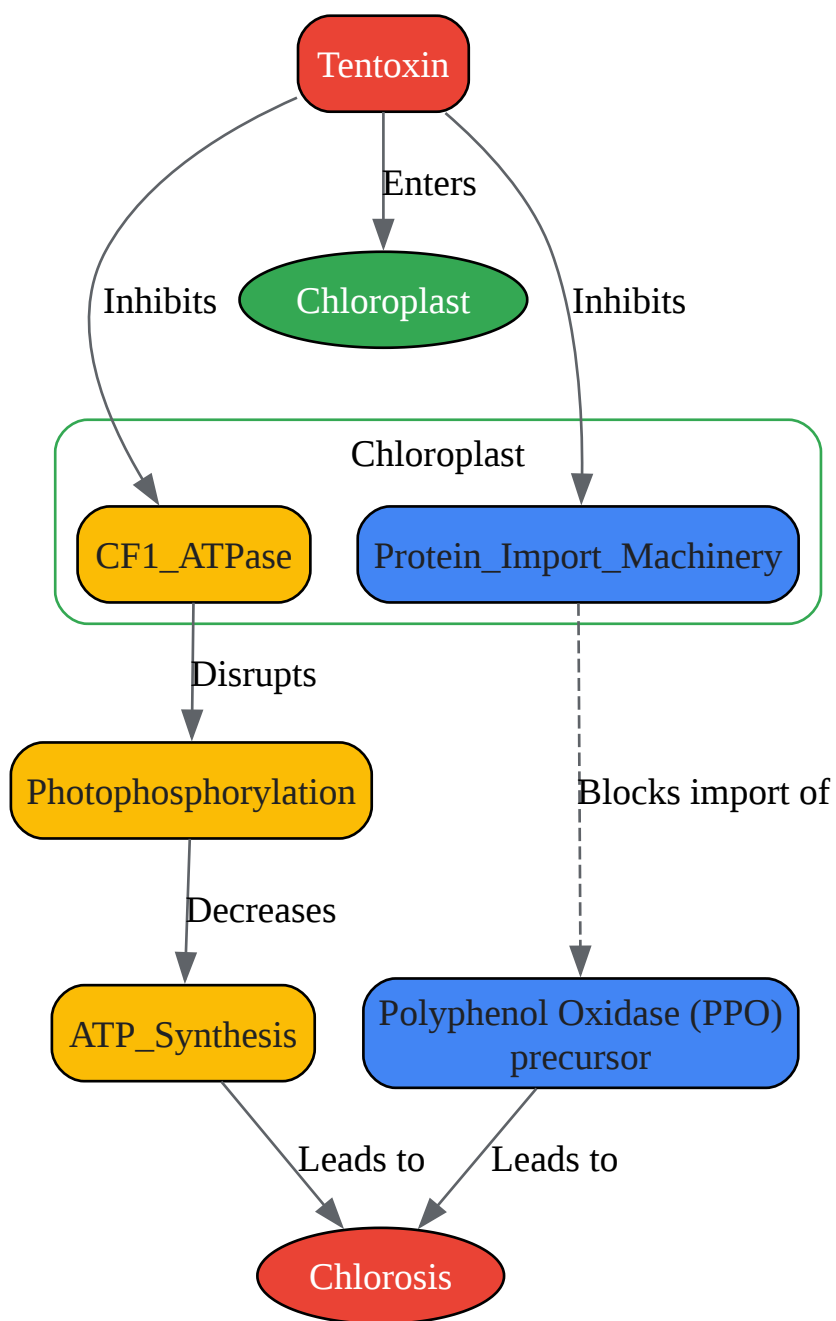 Tentoxin
Enters
Inhibits
Chloroplast
Inhibits
Chloroplast
CF1_ATPase
Protein_Import_Machinery
Disrupts
Photophosphorylation
Blocks import of
Decreases
ATP_Synthesis
Polyphenol Oxidase (PPO)
precursor
Leads to
Leads to
Chlorosis